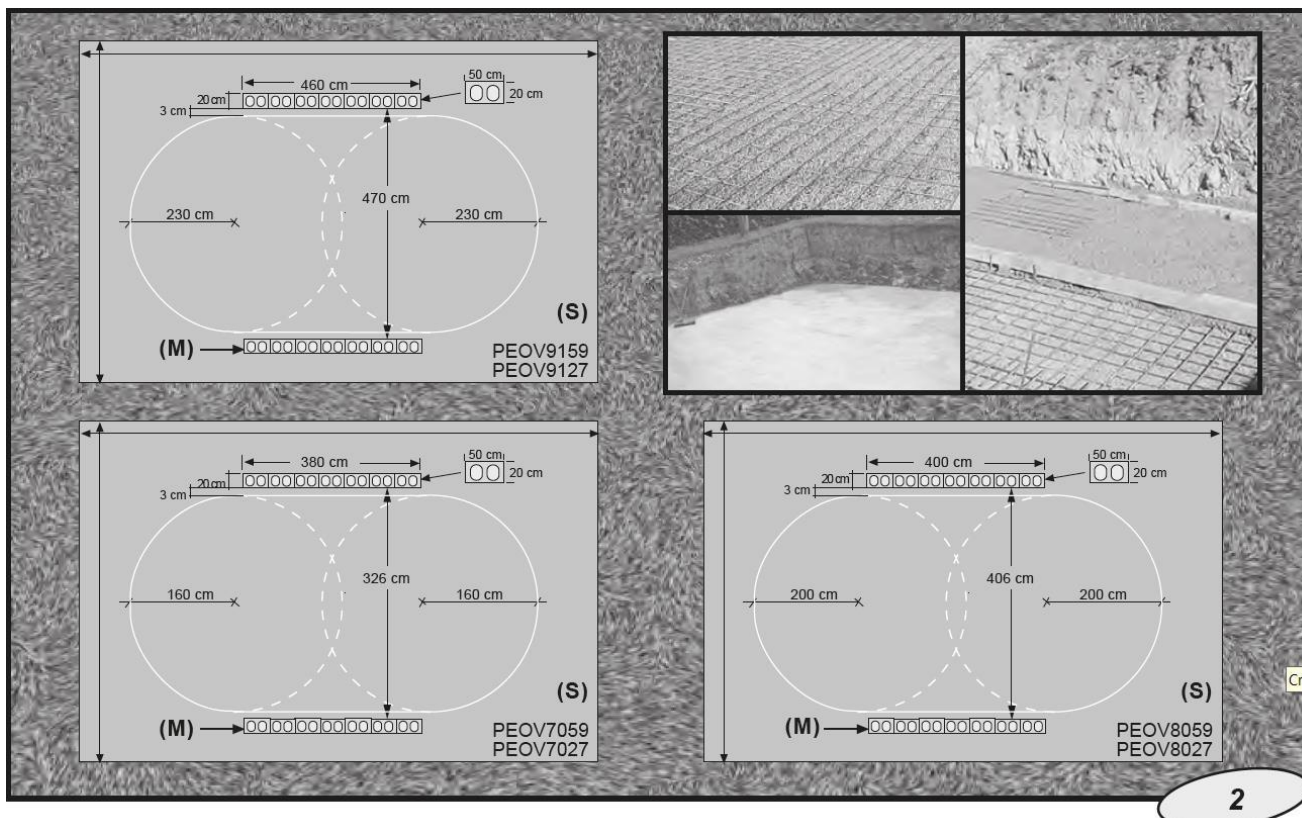 460 cm
50 cm
20 cm
20 cm
3 cm
470 cm
230 cm
230 cm
(S)
(M)
PEOV9159
PEOV9127
380 cm
50 cm
20 cm
20 cm
3 cm
326 cm
160 cm
160 cm
(S)
(M)
PEOV7059
PEOV7027
400 cm
50 cm
20 cm
20 cm
3 cm
406 cm
200 cm
200 cm
(S)
(M)
PEOV8059
PEOV8027
Cr
2